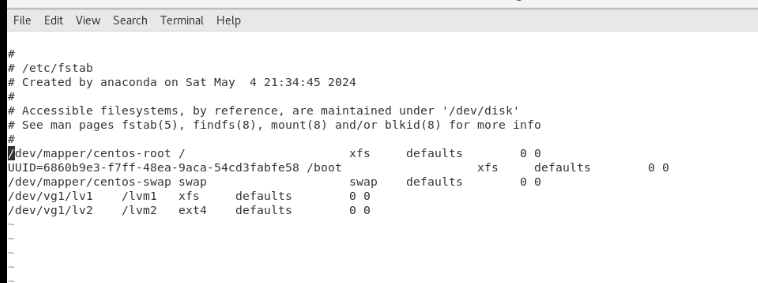 File Edit View Search Terminal Help
#
# /etc/fstab
# Created by anaconda on Sat May  4 21:34:45 2024
#
# Accessible filesystems, by reference, are maintained under '/dev/disk'
# See man pages fstab(5), findfs(8), mount(8) and/or blkid(8) for more info
#
/dev/mapper/centos-root /                       xfs     defaults        0 0
UUID=6860b9e3-f7ff-48ea-9aca-54cd3fabfe58 /boot                   xfs     defaults        0 0
/dev/mapper/centos-swap swap                    swap    defaults        0 0
/dev/vg1/lv1    /lvm1   xfs     defaults        0 0
/dev/vg1/lv2    /lvm2   ext4    defaults        0 0
~
~
~
~
~